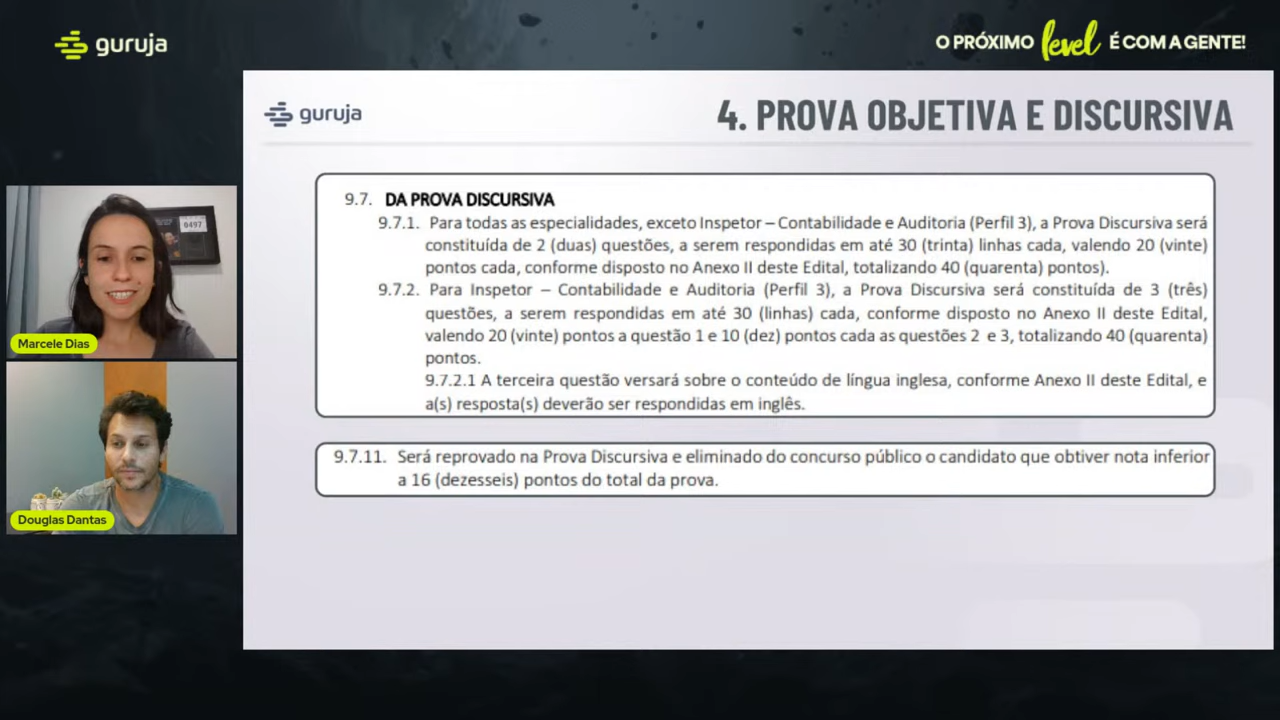 guruja
O PRÓXIMO level É COM A GENTE!
guruja
4. PROVA OBJETIVA E DISCURSIVA
9.7. DA PROVA DISCURSIVA
9.7.1. Para todas as especialidades, exceto Inspetor – Contabilidade e Auditoria (Perfil 3), a Prova Discursiva será
constituída de 2 (duas) questões, a serem respondidas em até 30 (trinta) linhas cada, valendo 20 (vinte)
pontos cada, conforme disposto no Anexo II deste Edital, totalizando 40 (quarenta) pontos).
9.7.2. Para Inspetor – Contabilidade e Auditoria (Perfil 3), a Prova Discursiva será constituída de 3 (três)
questões, a serem respondidas em até 30 (linhas) cada, conforme disposto no Anexo II deste Edital,
valendo 20 (vinte) pontos a questão 1 e 10 (dez) pontos cada as questões 2 e 3, totalizando 40 (quarenta)
pontos.
9.7.2.1 A terceira questão versará sobre o conteúdo de língua inglesa, conforme Anexo II deste Edital, e
a(s) resposta(s) deverão ser respondidas em inglês.
9.7.11. Será reprovado na Prova Discursiva e eliminado do concurso público o candidato que obtiver nota inferior
a 16 (dezesseis) pontos do total da prova.
6497
Marcele Dias
Douglas Dantas